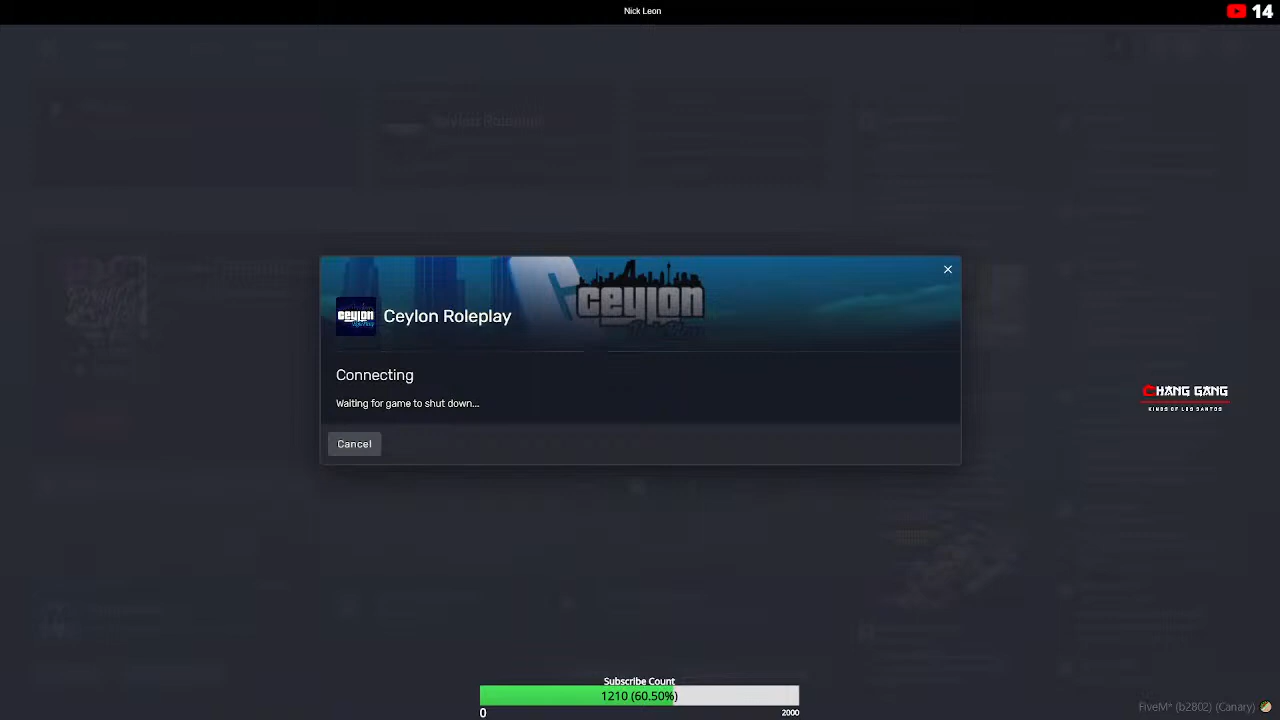 Nick Leon
14
ceylon
Ceylon Roleplay
ceylon
Connecting
Waiting for game to shut down...
Cancel
CHANG GANG
KINGS OF LOS SANTOS
Subscribe Count
1210 (60.50%)
0
2000
FiveM* (b2802) (Canary)